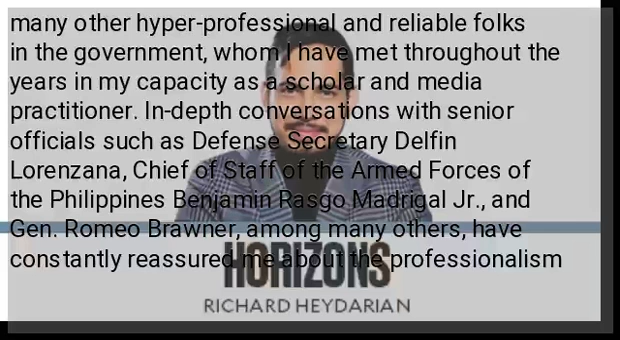 many other hyper-professional and reliable folks
in the government, whom I have met throughout the
years in my capacity as a scholar and media
practitioner. In-depth conversations with senior
officials such as Defense Secretary Delfin
Lorenzana, Chief of Staff of the Armed Forces of
the Philippines Benjamin Rasgo Madrigal Jr., and
Gen. Romeo Brawner, among many others, have
constantly reassured me about the professionalism
HORIZONS
RICHARD HEYDARIAN